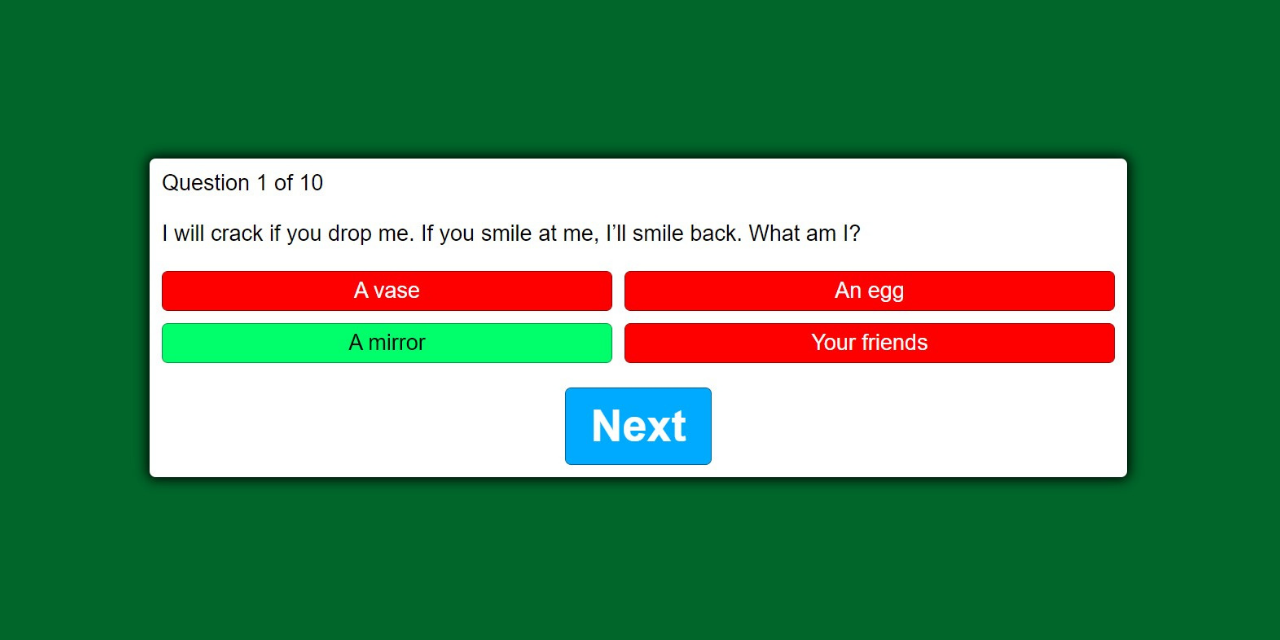 Question 1 of 10
I will crack if you drop me. If you smile at me, I’ll smile back. What am I?
A vase
An egg
A mirror
Your friends
Next